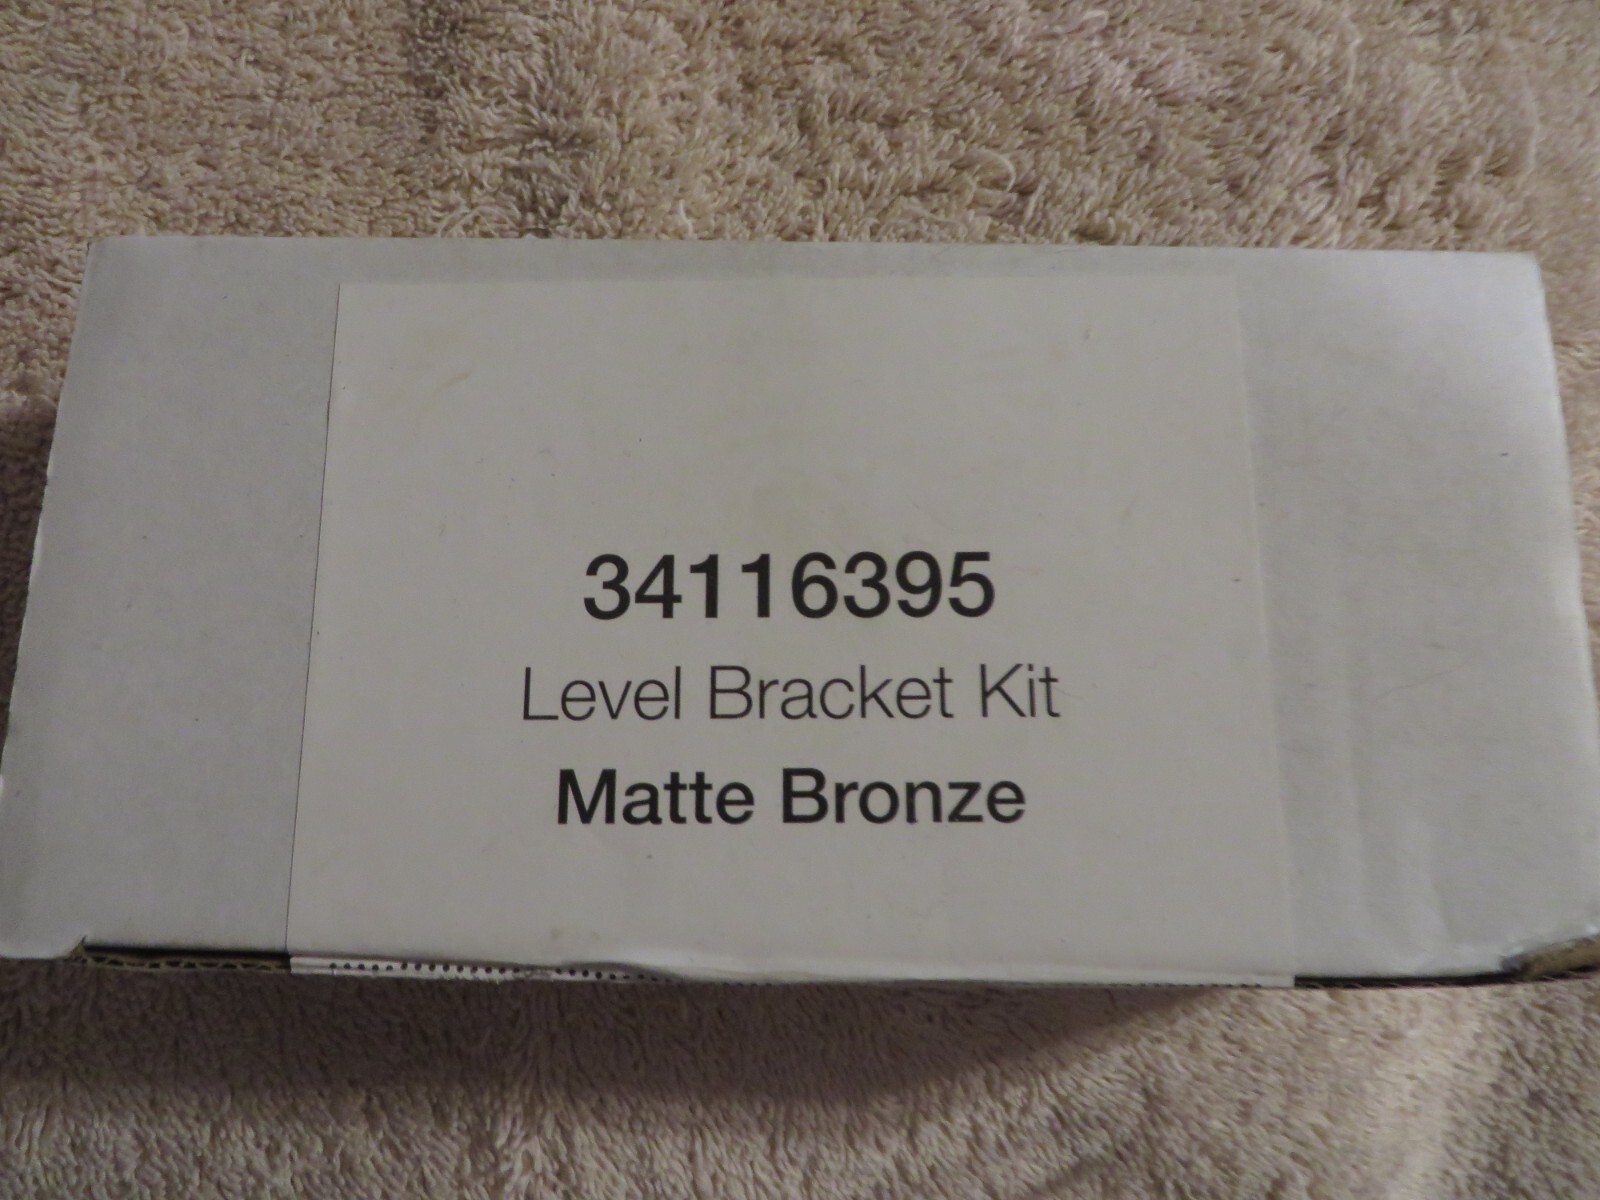 34116395
Level Bracket Kit
Matte Bronze